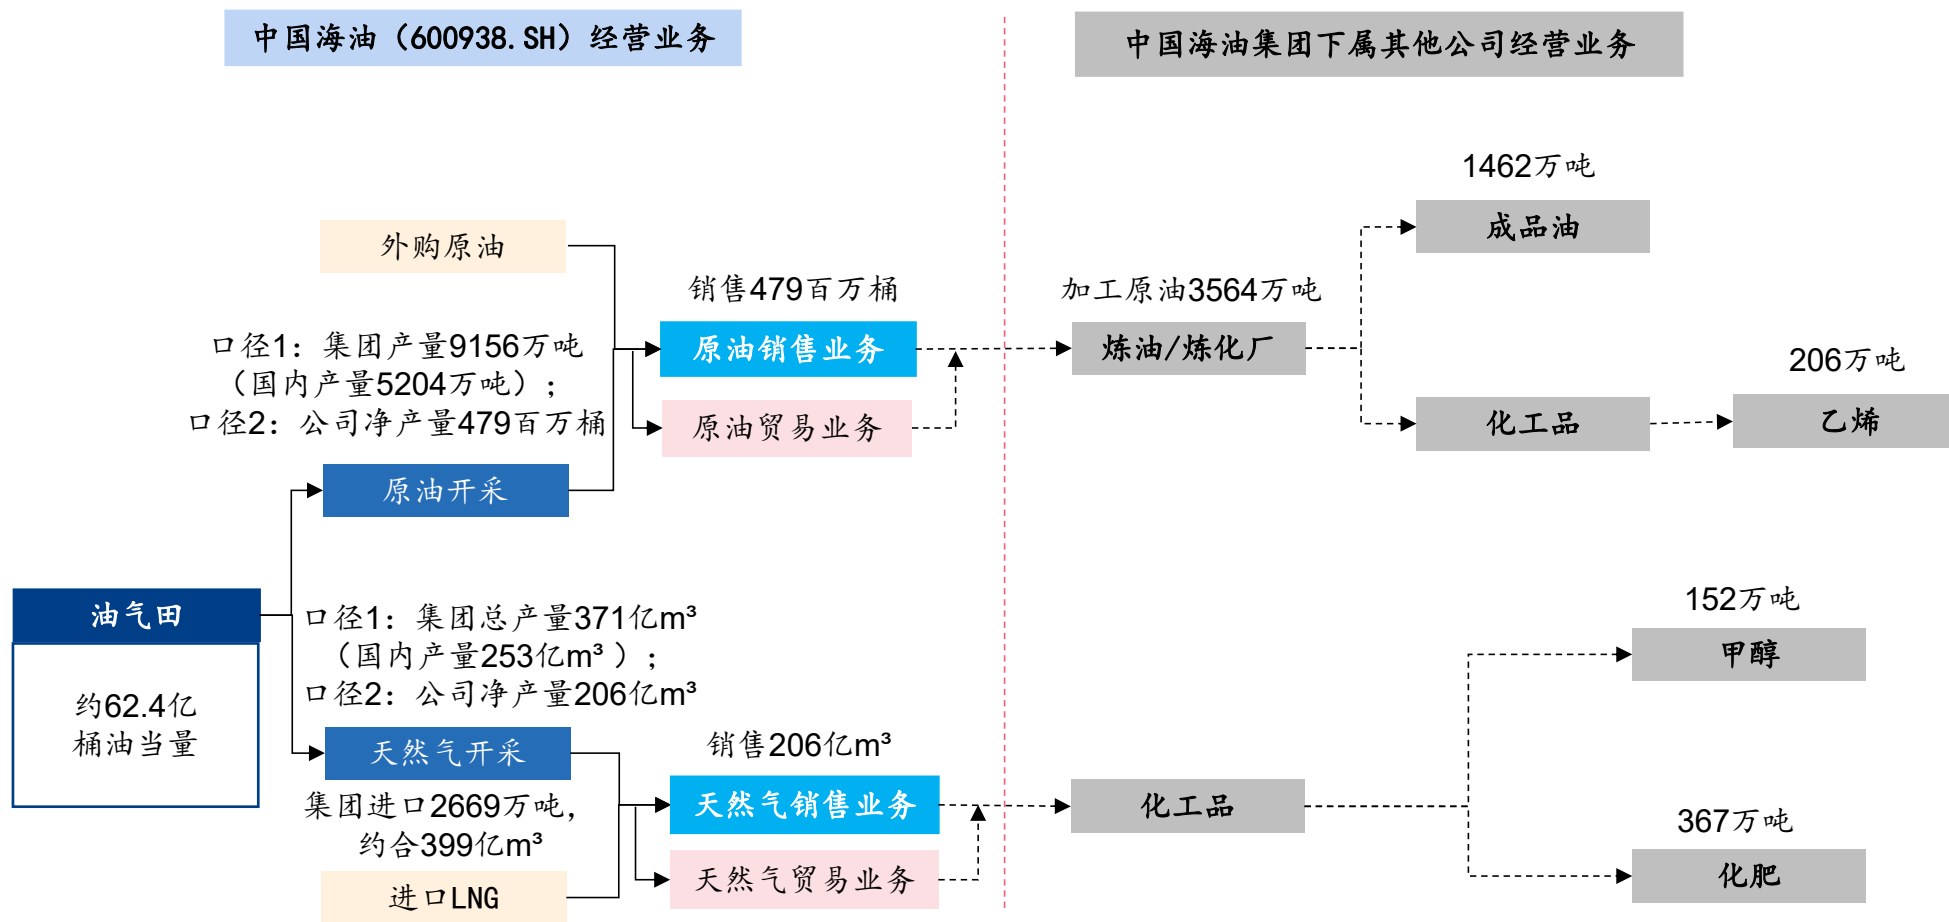 中国海油（600938.SH）经营业务
中国海油集团下属其他公司经营业务
1462万吨
成品油
外购原油
销售479百万桶
加工原油3564万吨
口径1：集团产量9156万吨
（国内产量5204万吨）；
口径2：公司净产量479百万桶
原油销售业务
炼油/炼化厂
206万吨
原油贸易业务
化工品
乙烯
原油开采
油气田
约62.4亿
桶油当量
口径1：集团总产量371亿m³
（国内产量253亿m³ ）；
口径2：公司净产量206亿m³
152万吨
甲醇
天然气开采
销售206亿m³
集团进口2669万吨，
约合399亿m³
天然气销售业务
化工品
367万吨
进口LNG
天然气贸易业务
化肥